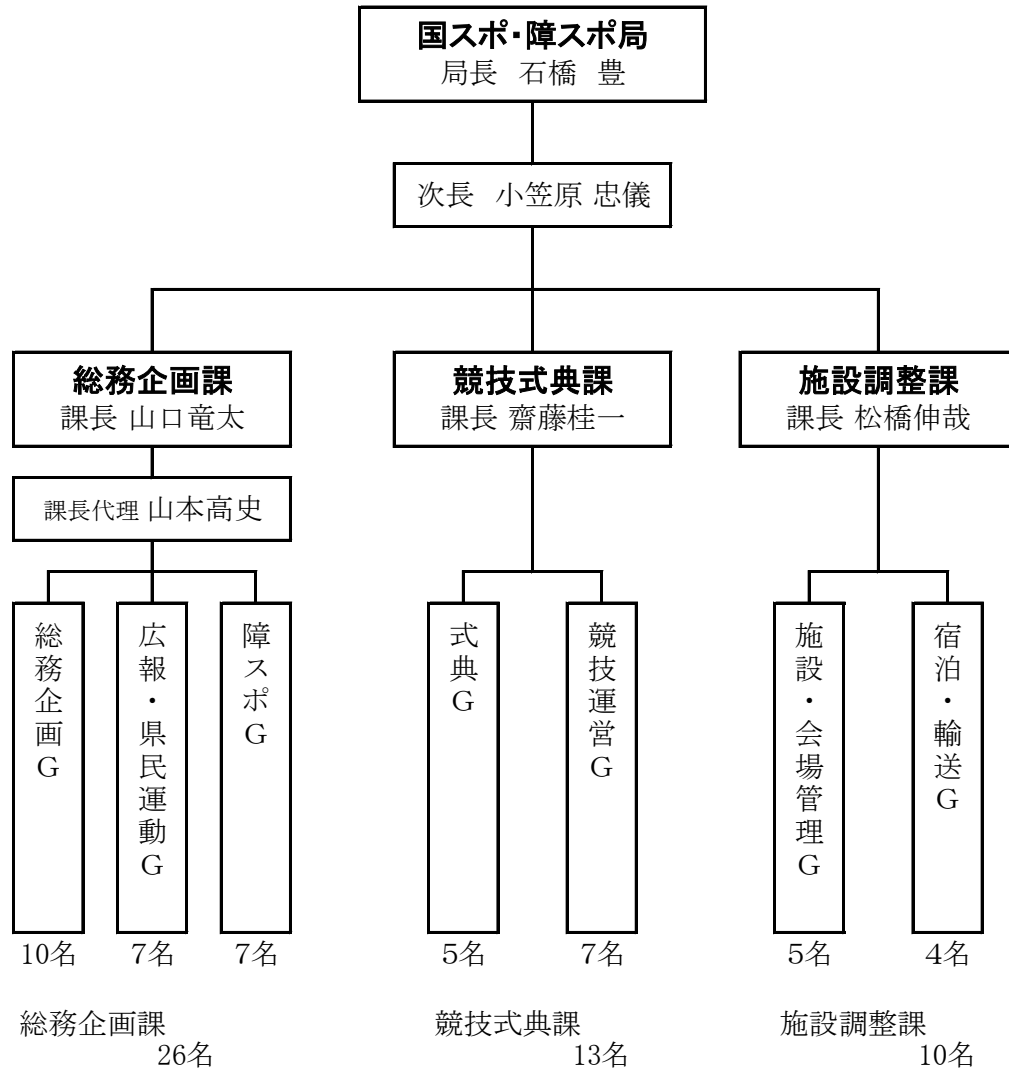 国スポ・障スポ局
局長 石橋 豊
次長 小笠原 忠儀
総務企画課
課長 山口竜太
競技式典課
課長 齋藤桂一
施設調整課
課長 松橋伸哉
課長代理 山本高史
総務企画G
広報・県民運動G
障スポG
式典G
競技運営G
施設・会場管理G
宿泊・輸送G
10名
7名
7名
5名
7名
5名
4名
総務企画課
26名
競技式典課
13名
施設調整課
10名